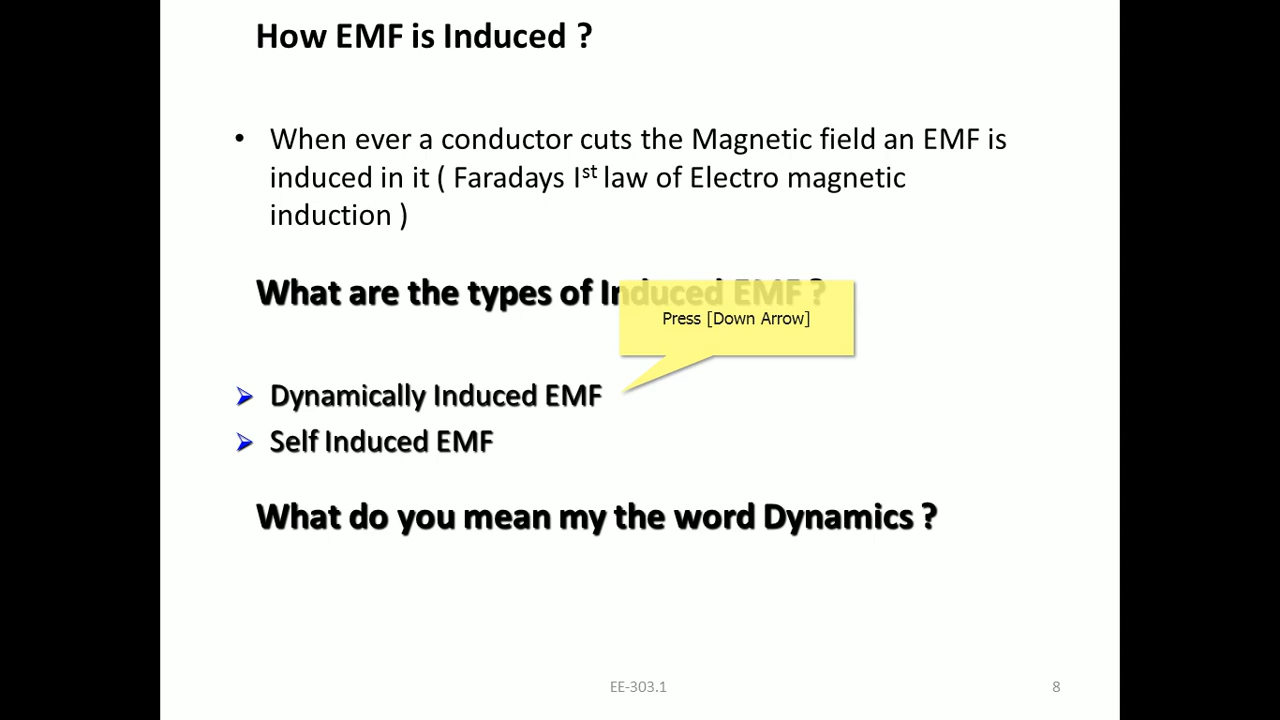 How EMF is Induced ?
• When ever a conductor cuts the Magnetic field an EMF is
induced in it ( Faradays Ist law of Electro magnetic
induction )
What are the types of Induced EMF ?
Press [Down Arrow]
Dynamically Induced EMF
Self Induced EMF
What do you mean my the word Dynamics ?
EE-303.1
8